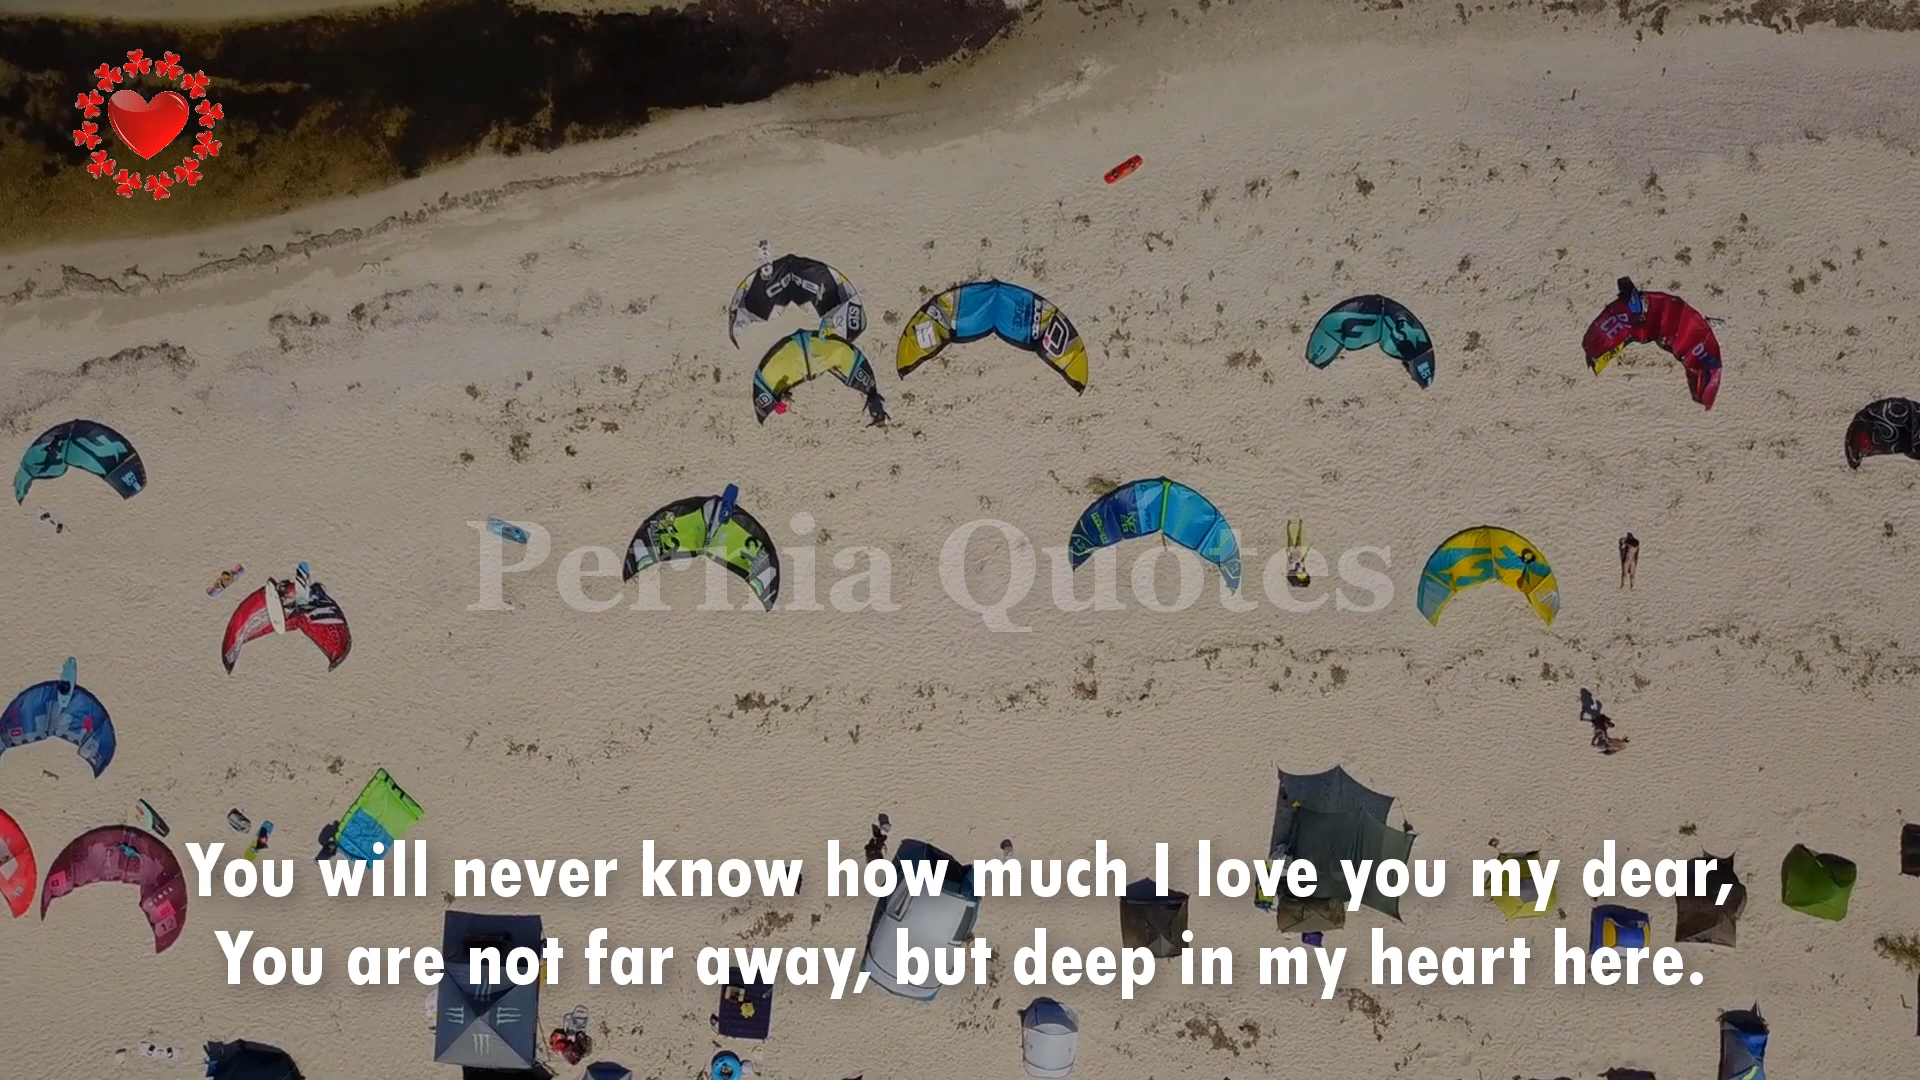 Pernia Quotes
You will never know how much I love you my dear,
You are not far away, but deep in my heart here.